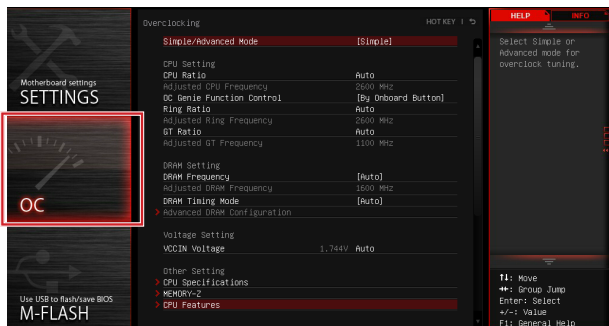 Motherboard settings
SETTINGS
OC
Use USB to flash/save BIOS
M-FLASH
Overclocking
HOT KEY
Simple/Advanced Mode [Simple]
CPU Setting
CPU Ratio Auto
Adjusted CPU Frequency 2600 MHz
OC Genie Function Control [By Onboard Button]
Ring Ratio Auto
Adjusted Ring Frequency 2600 MHz
GT Ratio Auto
Adjusted GT Frequency 1100 MHz
DRAM Setting
DRAM Frequency [Auto]
Adjusted DRAM Frequency 1600 MHz
DRAM Timing Mode [Auto]
> Advanced DRAM Configuration
Voltage Setting
VCCIN Voltage 1.744V Auto
Other Setting
> CPU Specifications
> MEMORY-Z
> CPU Features
HELP INFO
Select Simple or
Advanced mode for
overclock tuning.
↑↓: Move
↔: Group Jump
Enter: Select
+/-: Value
F1: General Help